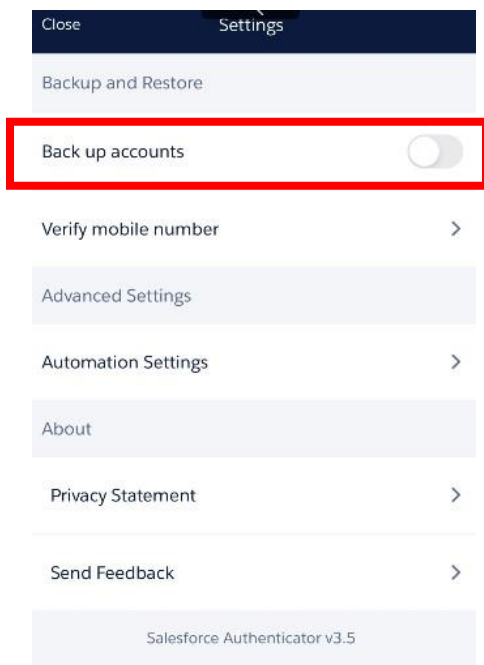 Close
Settings
Backup and Restore
Back up accounts
Verify mobile number
Advanced Settings
Automation Settings
About
Privacy Statement
Send Feedback
Salesforce Authenticator v3.5